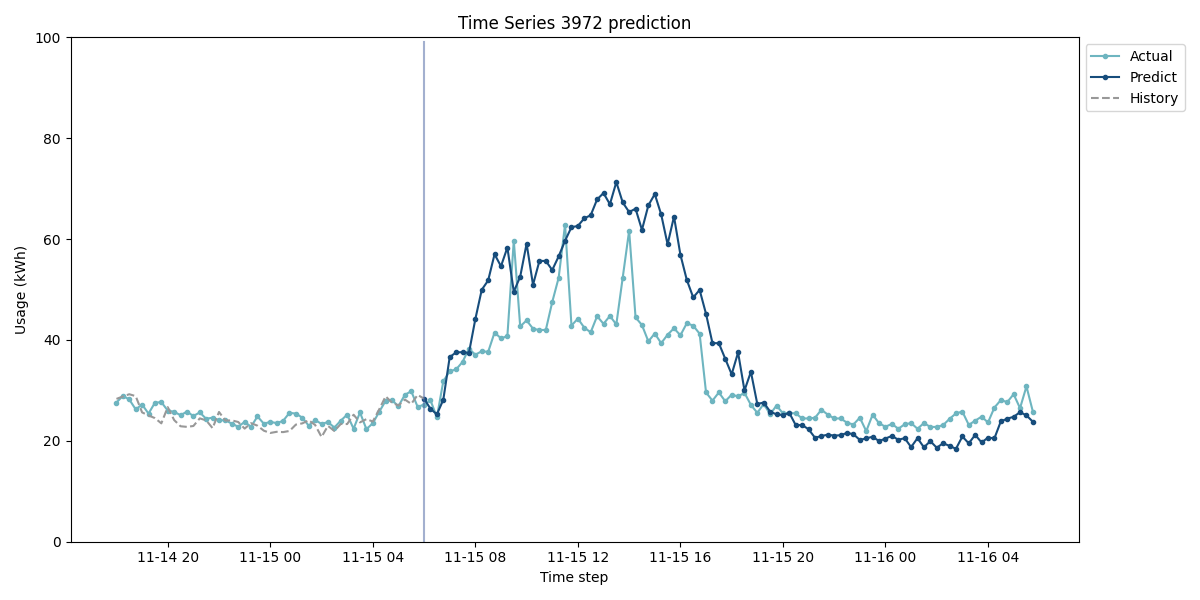 Time Series 3972 prediction
100
80
60
40
20
0
Usage (kWh)
11-14 20
11-15 00
11-15 04
11-15 08
11-15 12
11-15 16
11-15 20
11-16 00
11-16 04
Time step
Actual
Predict
History